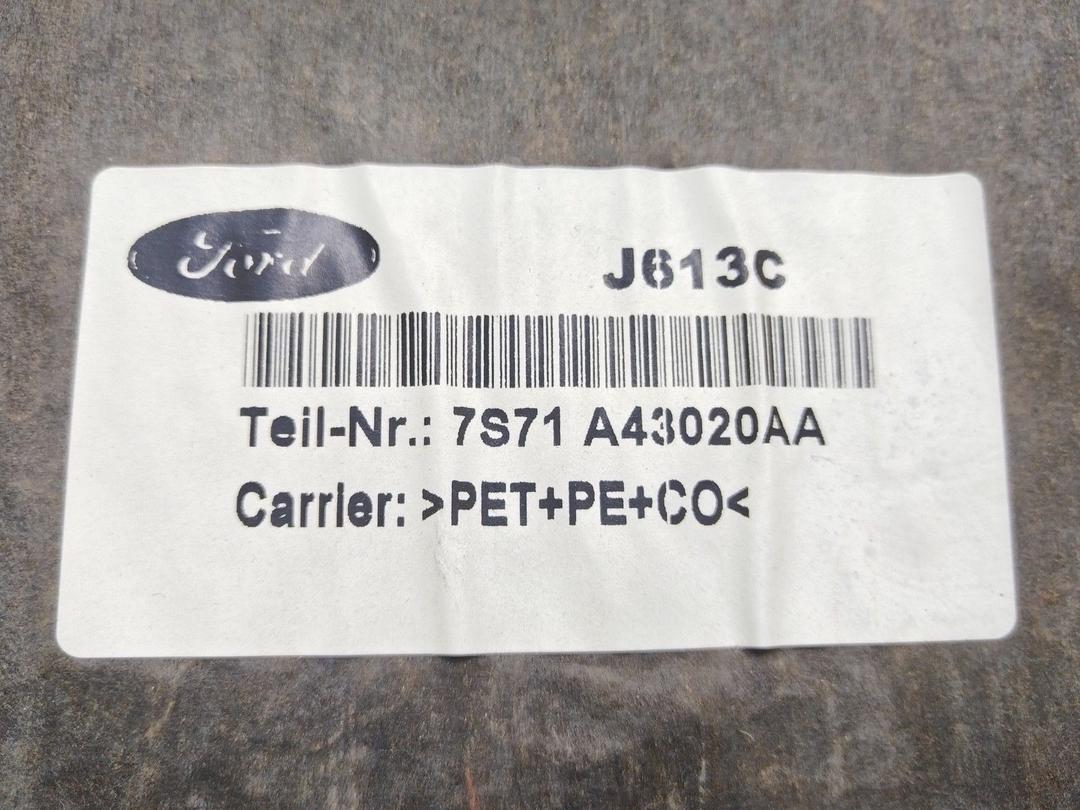 Ford
J613C
Teil-Nr.: 7S71 A43020AA
Carrier: >PET+PE+CO<